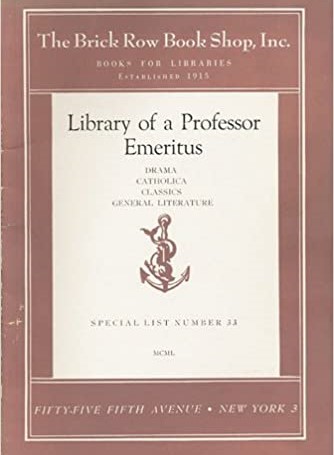 The Brick Row Book Shop, Inc.
BOOKS FOR LIBRARIES
ESTABLISHED 1915
Library of a Professor
Emeritus
DRAMA
CATHOLICA
CLASSICS
GENERAL LITERATURE
SPECIAL LIST NUMBER 33
MCML
FIFTY-FIVE FIFTH AVENUE • NEW YORK 3